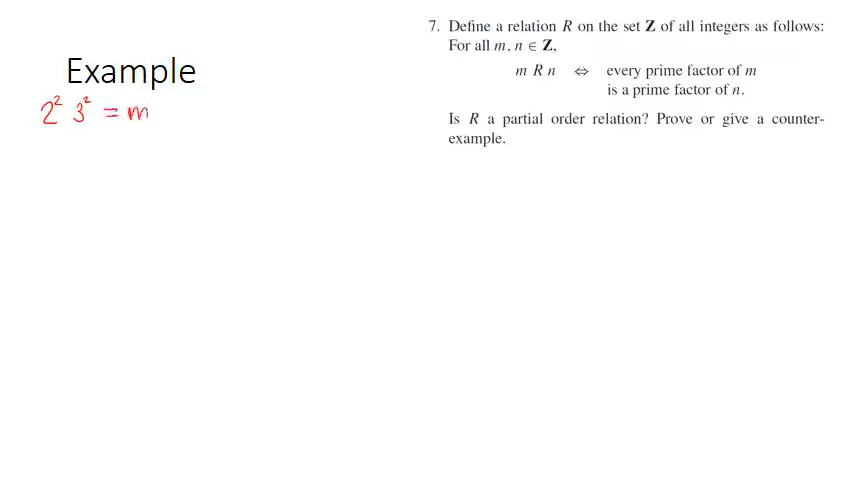 Example
2² 3² = m
7. Define a relation R on the set Z of all integers as follows:
For all m, n ∈ Z,
m R n ⇔ every prime factor of m
is a prime factor of n.
Is R a partial order relation? Prove or give a counter-
example.